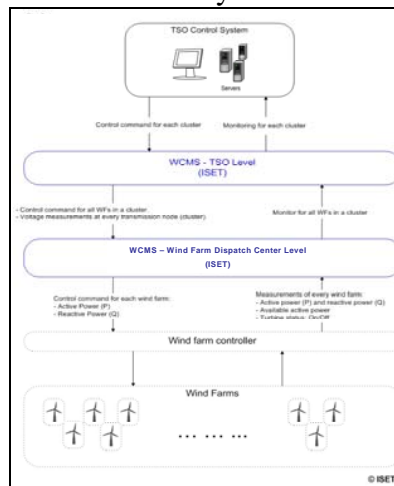 TSO Control System
Servers
Control command for each cluster
Monitoring for each cluster
WCMS - TSO Level
(ISET)
- Control command for all WFs in a cluster
- Voltage measurements at every transmission node (cluster)
Monitor for all WFs in a cluster
WCMS – Wind Farm Dispatch Center Level
(ISET)
Control command for each wind farm:
- Active Power (P)
- Reactive Power (Q)
Measurements of every wind farm:
- Active power (P) and reactive power (Q)
- Available active power
- Turbine status: On/Off
Wind farm controller
Wind Farms
... ...
© ISET